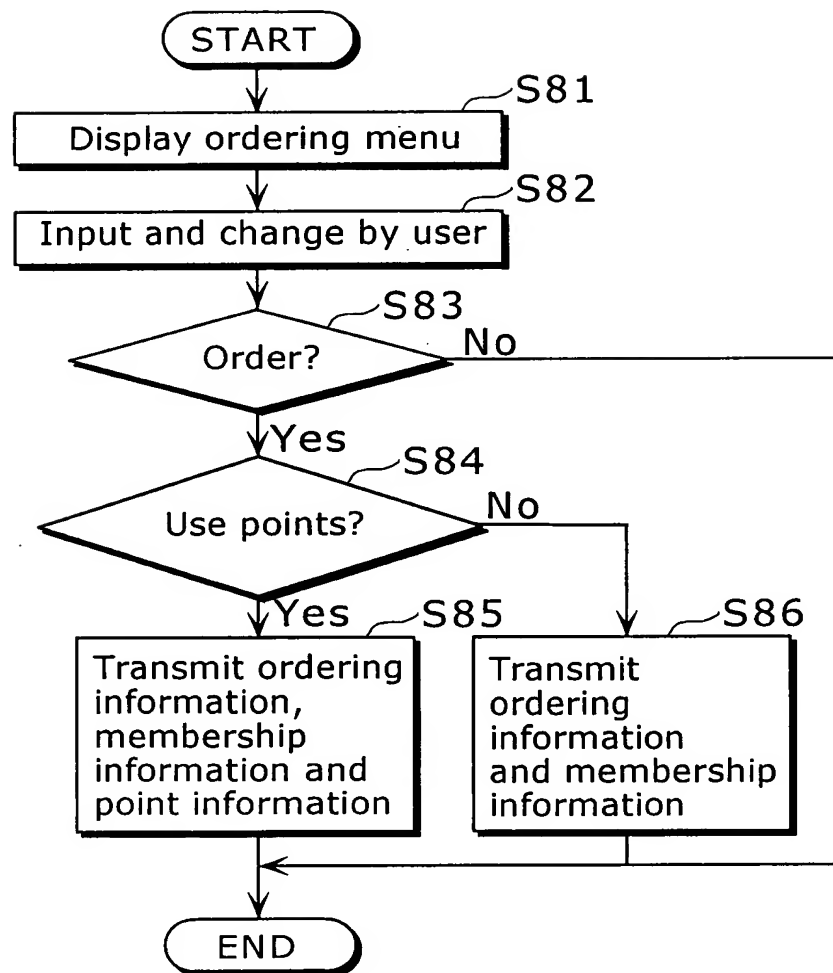 START
S81
Display ordering menu
S82
Input and change by user
S83
Order?
No
Yes
S84
Use points?
No
Yes
S85
Transmit ordering
information,
membership
information and
point information
S86
Transmit
ordering
information
and membership
information
END